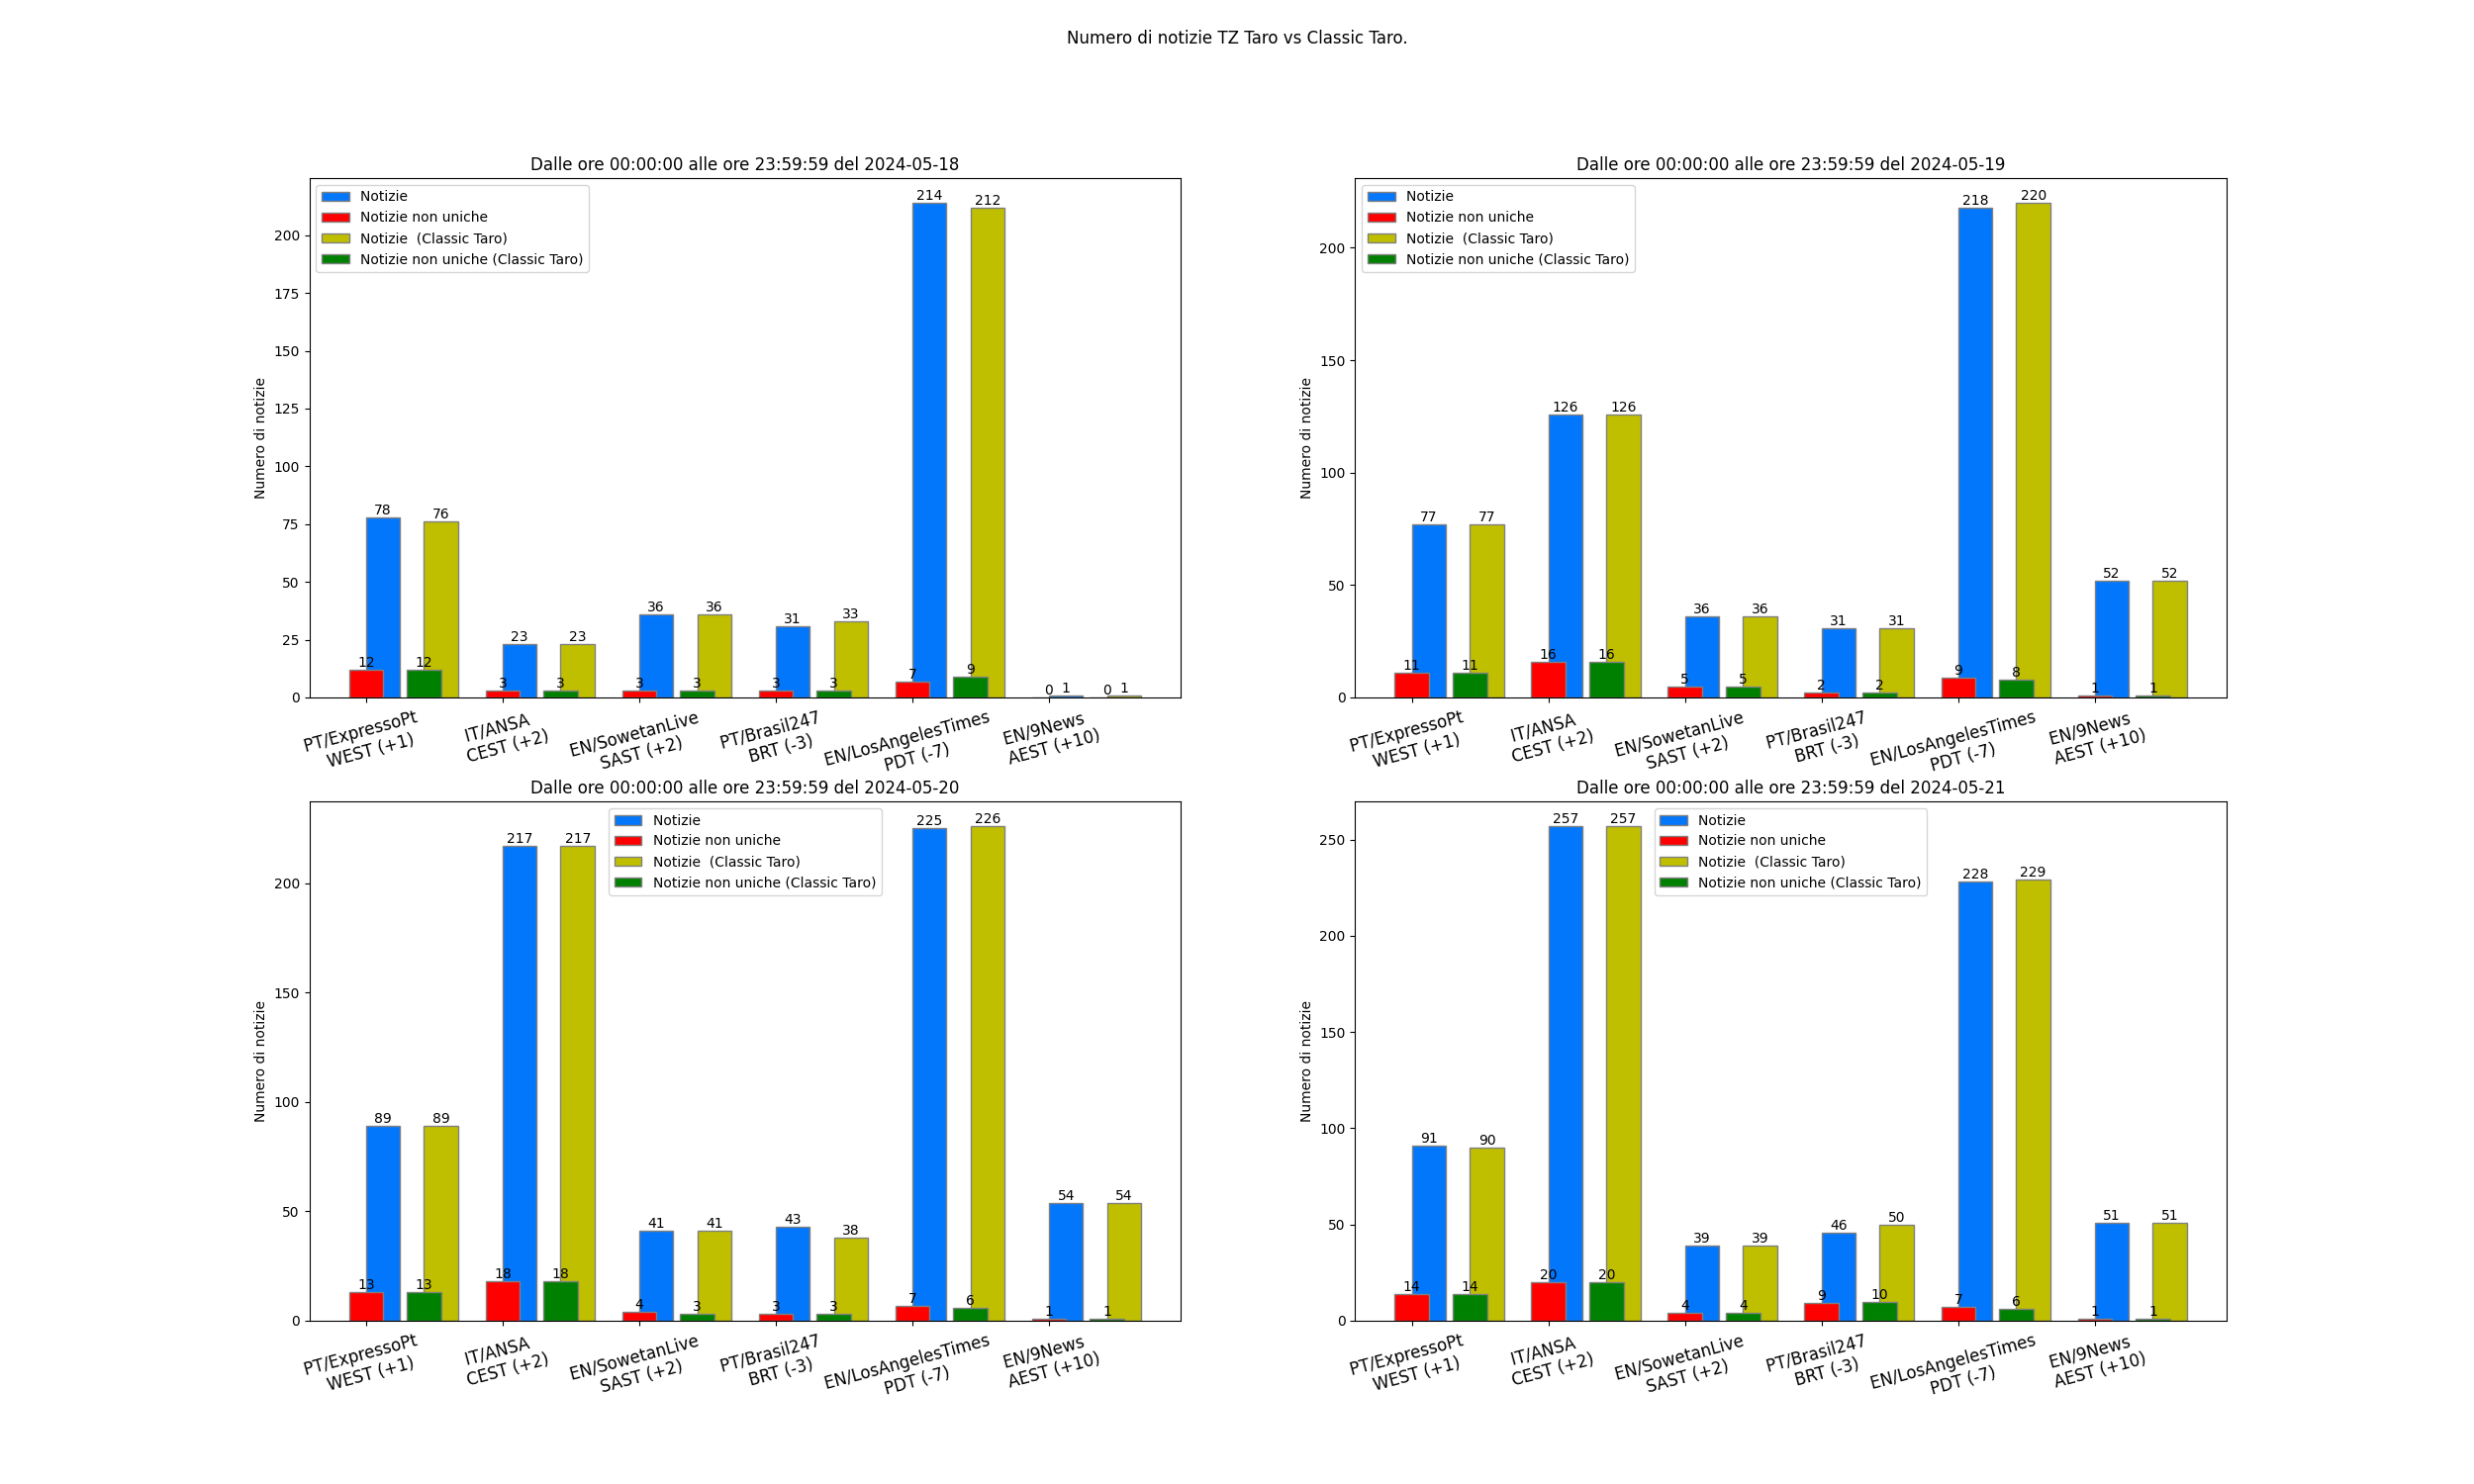 Numero di notizie TZ Taro vs Classic Taro.
Dalle ore 00:00:00 alle ore 23:59:59 del 2024-05-18
Notizie
Notizie non uniche
Notizie  (Classic Taro)
Notizie non uniche (Classic Taro)
Numero di notizie
200
175
150
125
100
75
50
25
0
12 78 12 76
3 23 3 23
3 36 3 36
3 31 3 33
7 214 9 212
0 1 0 1
PT/ExpressoPt
WEST (+1)
IT/ANSA
CEST (+2)
EN/SowetanLive
SAST (+2)
PT/Brasil247
BRT (-3)
EN/LosAngelesTimes
PDT (-7)
EN/9News
AEST (+10)
Dalle ore 00:00:00 alle ore 23:59:59 del 2024-05-19
Notizie
Notizie non uniche
Notizie  (Classic Taro)
Notizie non uniche (Classic Taro)
Numero di notizie
200
150
100
50
0
11 77 11 77
16 126 16 126
5 36 5 36
2 31 2 31
9 218 8 220
1 52 1 52
PT/ExpressoPt
WEST (+1)
IT/ANSA
CEST (+2)
EN/SowetanLive
SAST (+2)
PT/Brasil247
BRT (-3)
EN/LosAngelesTimes
PDT (-7)
EN/9News
AEST (+10)
Dalle ore 00:00:00 alle ore 23:59:59 del 2024-05-20
Notizie
Notizie non uniche
Notizie  (Classic Taro)
Notizie non uniche (Classic Taro)
Numero di notizie
200
150
100
50
0
13 89 13 89
18 217 18 217
4 41 3 41
3 43 3 38
7 225 6 226
1 54 1 54
PT/ExpressoPt
WEST (+1)
IT/ANSA
CEST (+2)
EN/SowetanLive
SAST (+2)
PT/Brasil247
BRT (-3)
EN/LosAngelesTimes
PDT (-7)
EN/9News
AEST (+10)
Dalle ore 00:00:00 alle ore 23:59:59 del 2024-05-21
Notizie
Notizie non uniche
Notizie  (Classic Taro)
Notizie non uniche (Classic Taro)
Numero di notizie
250
200
150
100
50
0
14 91 14 90
20 257 20 257
4 39 4 39
9 46 10 50
7 228 6 229
1 51 1 51
PT/ExpressoPt
WEST (+1)
IT/ANSA
CEST (+2)
EN/SowetanLive
SAST (+2)
PT/Brasil247
BRT (-3)
EN/LosAngelesTimes
PDT (-7)
EN/9News
AEST (+10)